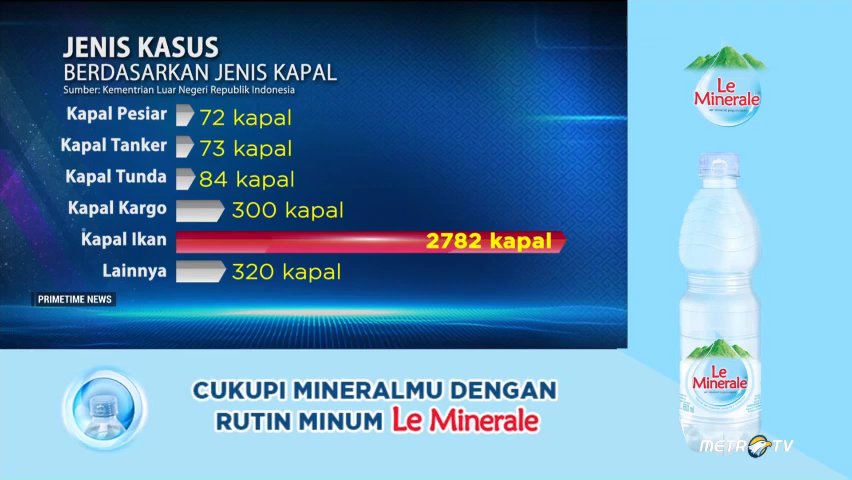 JENIS KASUS
BERDASARKAN JENIS KAPAL
Sumber: Kementrian Luar Negeri Republik Indonesia
Kapal Pesiar 72 kapal
Kapal Tanker 73 kapal
Kapal Tunda 84 kapal
Kapal Kargo 300 kapal
Kapal Ikan 2782 kapal
Lainnya 320 kapal
PRIMETIME NEWS
CUKUPI MINERALMU DENGAN
RUTIN MINUM Le Minerale
Le
Minerale
Le
Minerale
METRO TV